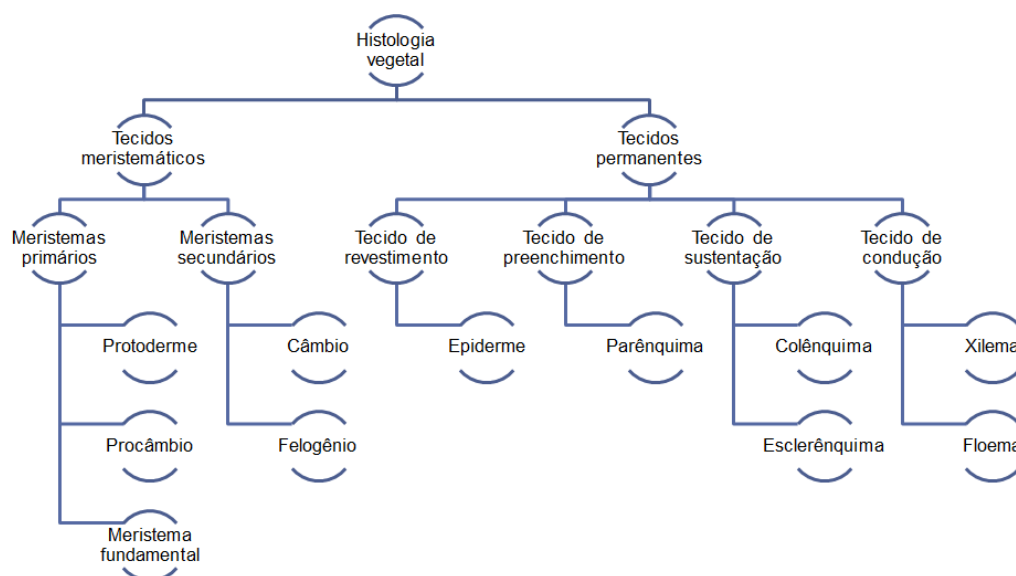 Histologia
vegetal
Tecidos
meristemáticos
Tecidos
permanentes
Meristemas
primários
Meristemas
secundários
Tecido de
revestimento
Tecido de
preenchimento
Tecido de
sustentação
Tecido de
condução
Protoderme
Câmbio
Epiderme
Parênquima
Colênquima
Xilema
Procâmbio
Felogênio
Esclerênquima
Floema
Meristema
fundamental